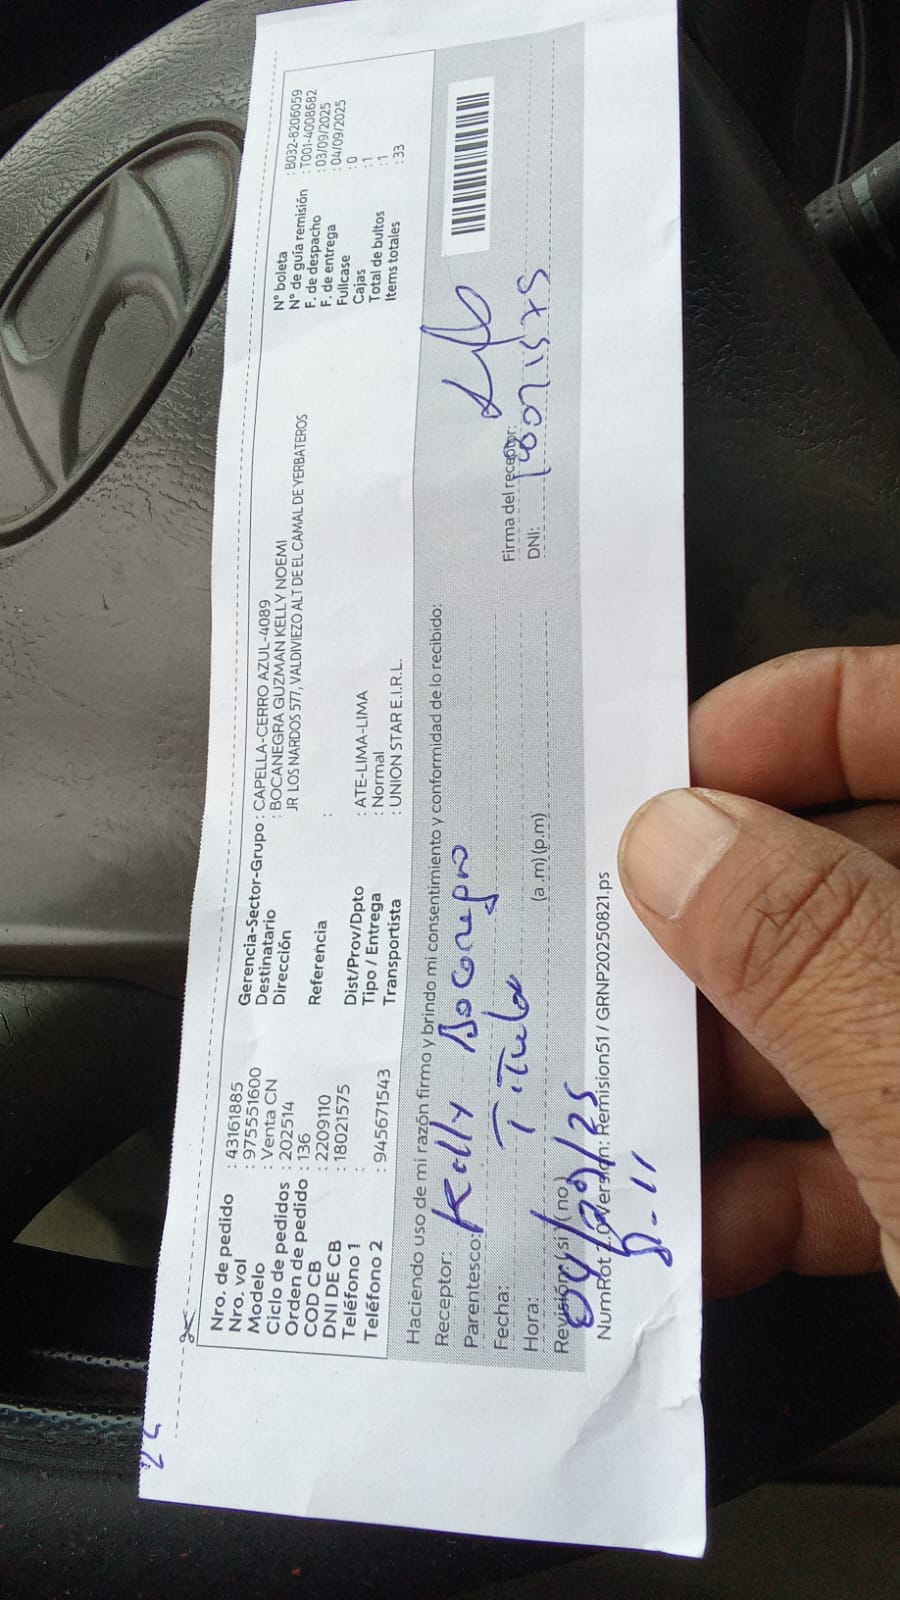 22
Nro. de pedido : 43161885
Nro. vol : 975551600
Modelo : Venta CN
Ciclo de pedidos : 202514
Orden de pedido : 136
COD CB : 2209110
DNI DE CB : 18021575
Teléfono 1 :
Teléfono 2 : 945671543
Gerencia-Sector-Grupo : CAPELLA-CERRO AZUL-4089
Destinatario : BOCANEGRA GUZMAN KELLY NOEMI
Dirección JR LOS NARDOS 577, VALDIVIEZO ALT DE EL CAMAL DE YERBATEROS
Referencia :
Dist/Prov/Dpto : ATE-LIMA-LIMA
Tipo / Entrega : Normal
Transportista : UNION STAR E.I.R.L.
N° boleta : B032-8206059
N° de guia remisión : T001-4008682
F. de despacho : 03/09/2025
F. de entrega : 04/09/2025
Fullcase : 0
Cajas : 1
Total de bultos : 1
Items totales : 33
Haciendo uso de mi razón firmo y brindo mi consentimiento y conformidad de lo recibido:
Receptor: Kelly Bocanegra
Parentesco: Titular
Fecha:
Hora: (a.m) (p.m)
Revisión (si) (no)
04/09/25
Firma del receptor:
DNI: 18021575
NumRot Version: Remision51 / GRNP20250821.ps